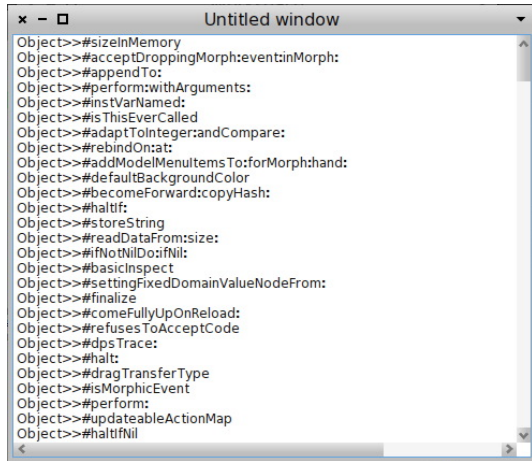 Untitled window
Object>>#sizeInMemory
Object>>#acceptDroppingMorph:event:inMorph:
Object>>#appendTo:
Object>>#perform:withArguments:
Object>>#instVarNamed:
Object>>#isThisEverCalled
Object>>#adaptToInteger:andCompare:
Object>>#rebindOn:at:
Object>>#addModelMenuItemsTo:forMorph:hand:
Object>>#defaultBackgroundColor
Object>>#becomeForward:copyHash:
Object>>#haltIf:
Object>>#storeString
Object>>#readDataFrom:size:
Object>>#ifNotNilDo:ifNil:
Object>>#basicInspect
Object>>#settingFixedDomainValueNodeFrom:
Object>>#finalize
Object>>#comeFullyUpOnReload:
Object>>#refusesToAcceptCode
Object>>#dpsTrace:
Object>>#halt:
Object>>#dragTransferType
Object>>#isMorphicEvent
Object>>#perform:
Object>>#updateableActionMap
Object>>#haltIfNil